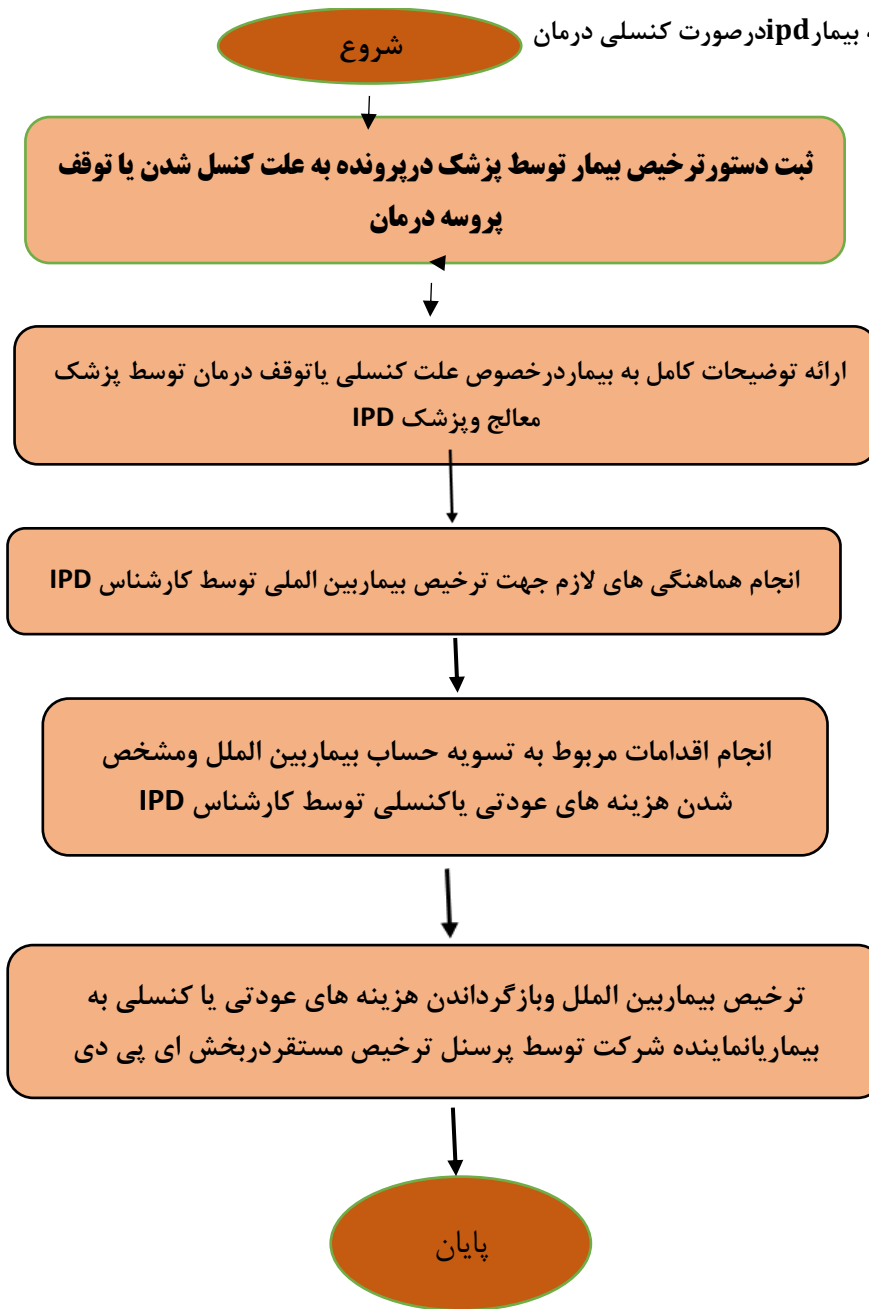 بیمارipdدرصورت کنسلی درمان
شروع
ثبت دستورترخیص بیمار توسط پزشک درپرونده به علت کنسل شدن یا توقف
پروسه درمان
ارائه توضیحات کامل به بیماردرخصوص علت کنسلی یاتوقف درمان توسط پزشک
معالج وپزشک IPD
انجام هماهنگی های لازم جهت ترخیص بیماربین الملی توسط کارشناس IPD
انجام اقدامات مربوط به تسویه حساب بیماربین الملل ومشخص
شدن هزینه های عودتی یاکنسلی توسط کارشناس IPD
ترخیص بیماربین الملل وبازگرداندن هزینه های عودتی یا کنسلی به
بیماریانماینده شرکت توسط پرسنل ترخیص مستقردربخش ای پی دی
پایان